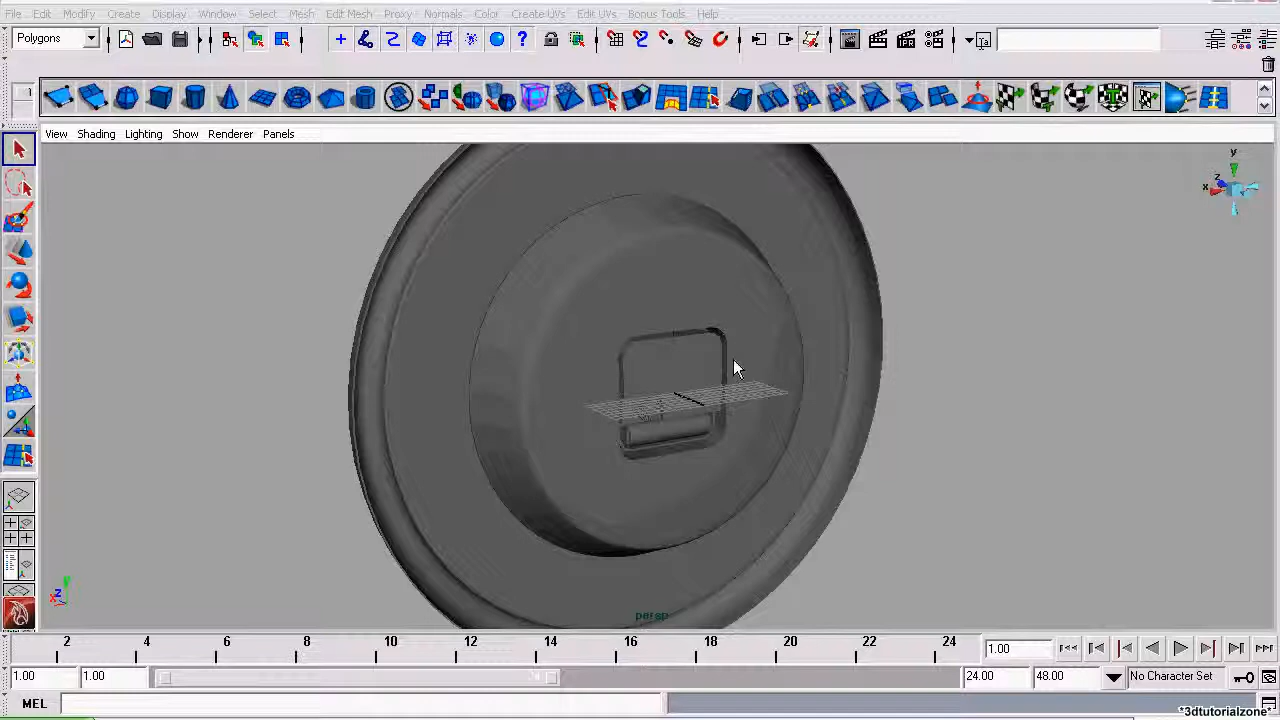 File Edit Modify Create Display Window Select Mesh Edit Mesh Proxy Normals Color Create UVs Edit UVs Bonus Tools Help
Polygons
View Shading Lighting Show Renderer Panels
y
z
x
persp
y
z
x
2 4 6 8 10 12 14 16 18 20 22 24
1.00
1.00 1.00 24.00 48.00 No Character Set
MEL
*3dtutorialzone*